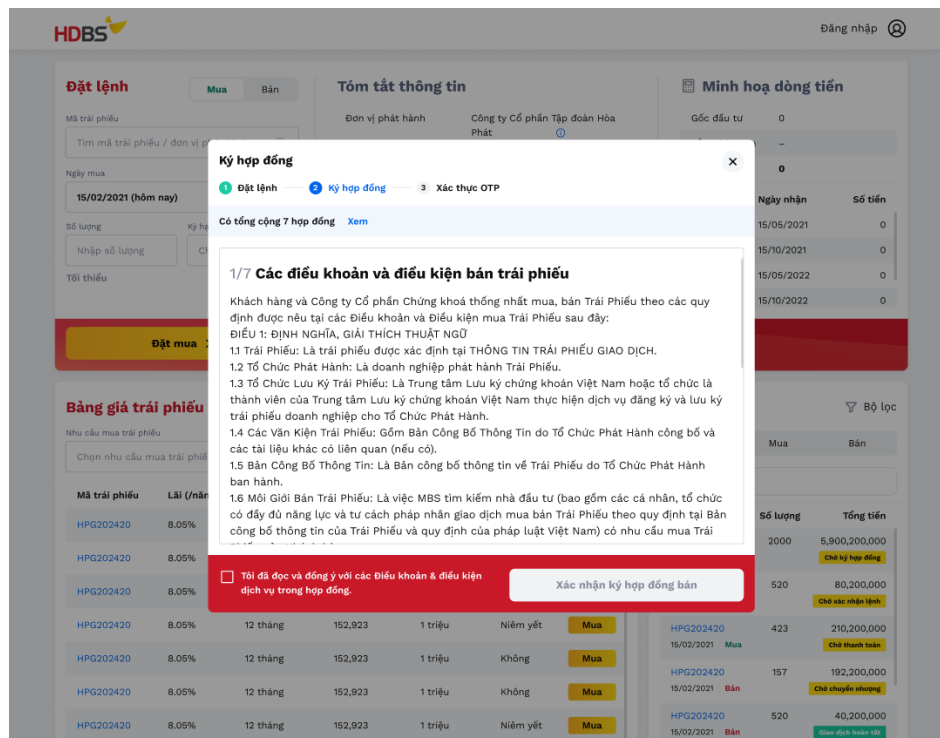 HDBS
Đăng nhập
Đặt lệnh
Mua
Bán
Mã trái phiếu
Tìm mã trái phiếu / đơn vị
Ngày mua
15/02/2021 (hôm nay)
Số lượng
Nhập số lượng
Tối thiểu
Đặt mua
Tóm tắt thông tin
Đơn vị phát hành
Công ty Cổ phần Tập đoàn Hòa
Phát
Minh hoạ dòng tiền
Gốc đầu tư 0
–
0
Ngày nhận Số tiền
15/05/2021 0
15/10/2021 0
15/05/2022 0
15/10/2022 0
Ký hợp đồng
1 Đặt lệnh
2 Ký hợp đồng
3 Xác thực OTP
Có tổng cộng 7 hợp đồng Xem
1/7 Các điều khoản và điều kiện bán trái phiếu
Khách hàng và Công ty Cổ phần Chứng khoá thống nhất mua, bán Trái Phiếu theo các quy
định được nêu tại các Điều khoản và Điều kiện mua Trái Phiếu sau đây:
ĐIỀU 1: ĐỊNH NGHĨA, GIẢI THÍCH THUẬT NGỮ
1.1 Trái Phiếu: Là trái phiếu được xác định tại THÔNG TIN TRÁI PHIẾU GIAO DỊCH.
1.2 Tổ Chức Phát Hành: Là doanh nghiệp phát hành Trái Phiếu.
1.3 Tổ Chức Lưu Ký Trái Phiếu: Là Trung tâm Lưu ký chứng khoán Việt Nam hoặc tổ chức là
thành viên của Trung tâm Lưu ký chứng khoán Việt Nam thực hiện dịch vụ đăng ký và lưu ký
trái phiếu doanh nghiệp cho Tổ Chức Phát Hành.
1.4 Các Văn Kiện Trái Phiếu: Gồm Bản Công Bố Thông Tin do Tổ Chức Phát Hành công bố và
các tài liệu khác có liên quan (nếu có).
1.5 Bản Công Bố Thông Tin: Là Bản công bố thông tin về Trái Phiếu do Tổ Chức Phát Hành
ban hành.
1.6 Môi Giới Bán Trái Phiếu: Là việc MBS tìm kiếm nhà đầu tư (bao gồm các cá nhân, tổ chức
có đầy đủ năng lực và tư cách pháp nhân giao dịch mua bán Trái Phiếu theo quy định tại Bản
công bố thông tin của Trái Phiếu và quy định của pháp luật Việt Nam) có nhu cầu mua Trái
Tôi đã đọc và đồng ý với các Điều khoản & điều kiện
dịch vụ trong hợp đồng.
Xác nhận ký hợp đồng bán
Bảng giá trái phiếu
Nhu cầu mua trái phiếu
Chọn nhu cầu mua trái
Mã trái phiếu
HPG202420 8.05%
HPG202420 8.05%
HPG202420 8.05%
HPG202420 8.05% 12 tháng 152,923 1 triệu Niêm yết Mua
HPG202420 8.05% 12 tháng 152,923 1 triệu Không Mua
HPG202420 8.05% 12 tháng 152,923 1 triệu Không Mua
HPG202420 8.05% 12 tháng 152,923 1 triệu Niêm yết Mua
Bộ lọc
Mua Bán
Số lượng Tổng tiền
2000 5,900,200,000
Chờ ký hợp đồng
520 80,200,000
Chờ xác nhận lệnh
HPG202420 423 210,200,000
15/02/2021 Mua Chờ thanh toán
HPG202420 157 192,200,000
15/02/2021 Bán Chờ chuyển nhượng
HPG202420 520 40,200,000
15/02/2021 Bán Giao dịch hoàn tất